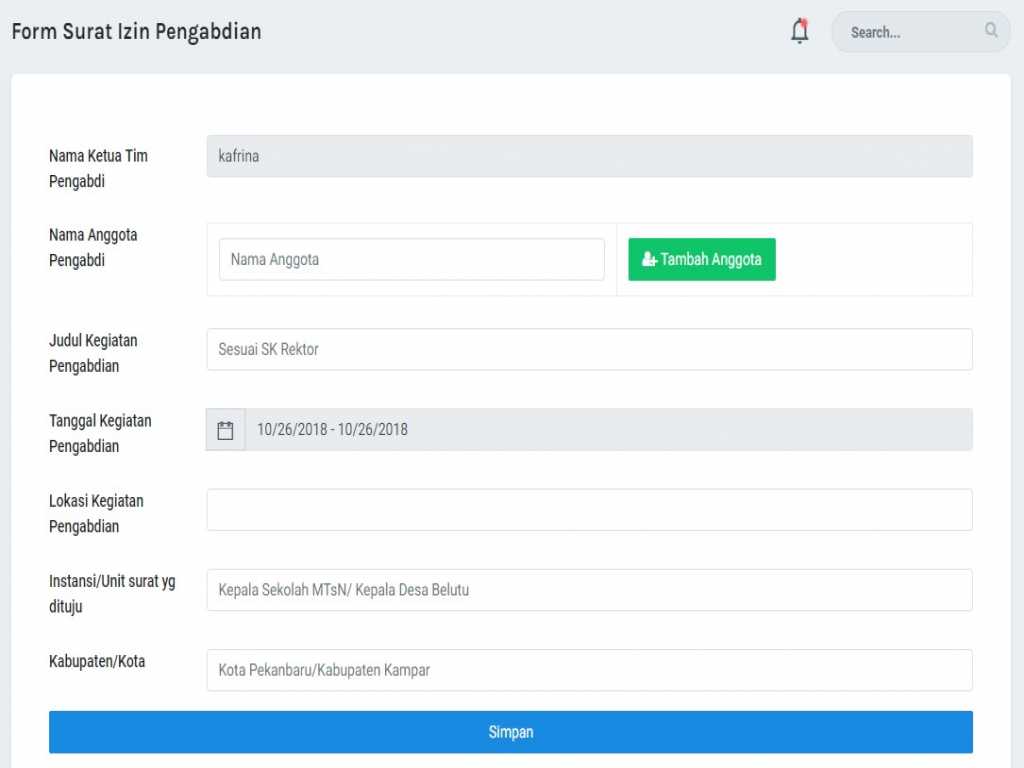 Form Surat Izin Pengabdian
Search...
Nama Ketua Tim
Pengabdi
kafrina
Nama Anggota
Pengabdi
Nama Anggota
Tambah Anggota
Judul Kegiatan
Pengabdian
Sesuai SK Rektor
Tanggal Kegiatan
Pengabdian
10/26/2018 - 10/26/2018
Lokasi Kegiatan
Pengabdian
Instansi/Unit surat yg
dituju
Kepala Sekolah MTsN/ Kepala Desa Belutu
Kabupaten/Kota
Kota Pekanbaru/Kabupaten Kampar
Simpan